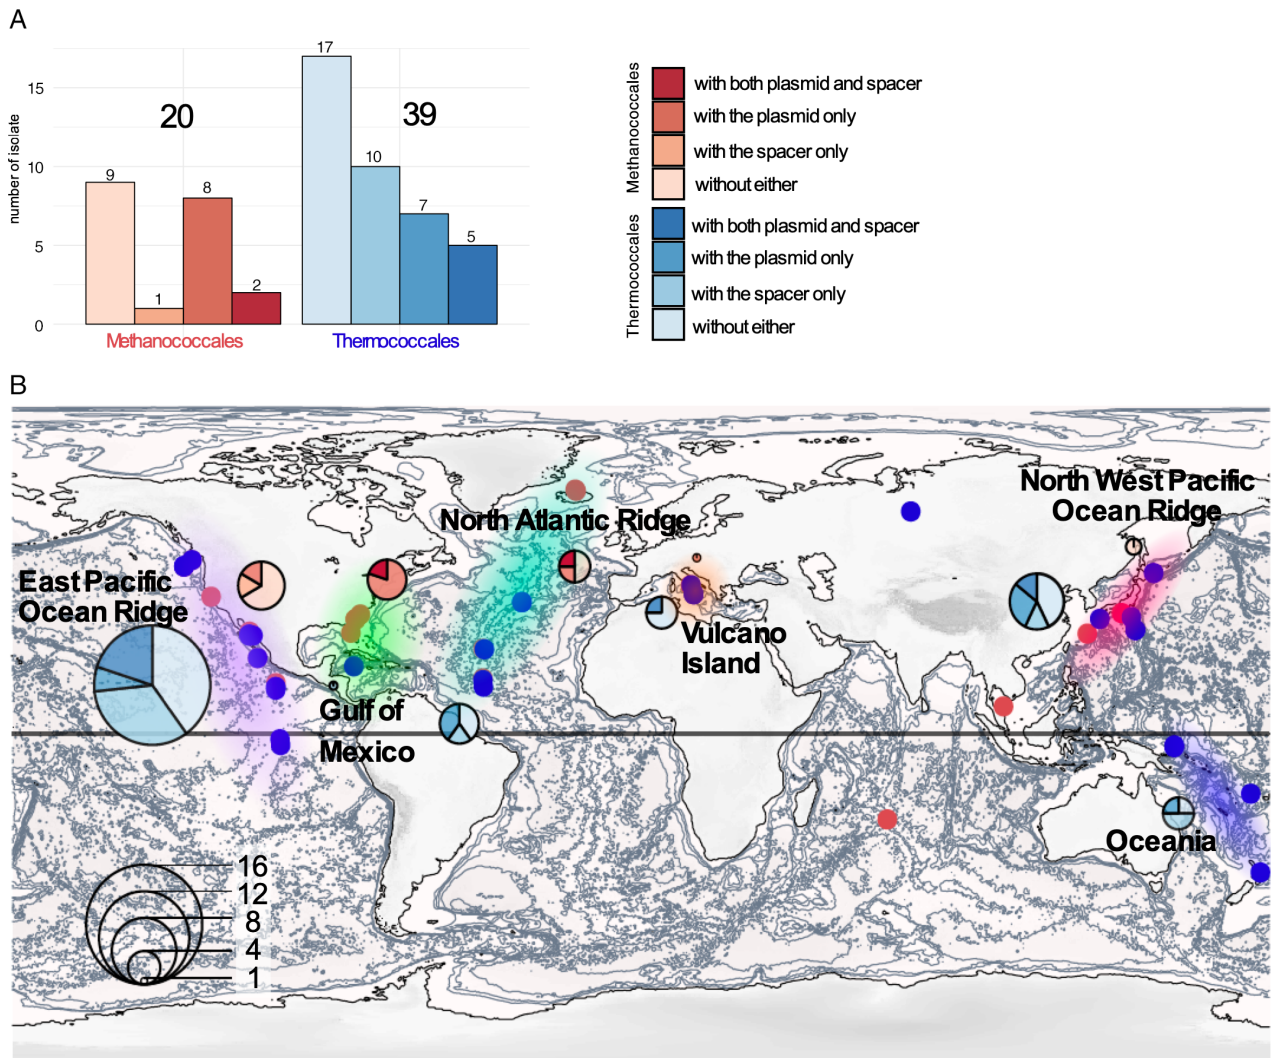 A
17
15
20
39
10
10
9
8
7
5
5
2
1
0
number of isolate
Methanococcales
Thermococcales
Methanococcales
with both plasmid and spacer
with the plasmid only
with the spacer only
without either
Thermococcales
with both plasmid and spacer
with the plasmid only
with the spacer only
without either
B
North West Pacific
Ocean Ridge
North Atlantic Ridge
East Pacific
Ocean Ridge
Vulcano
Island
Gulf of
Mexico
Oceania
16
12
8
4
1